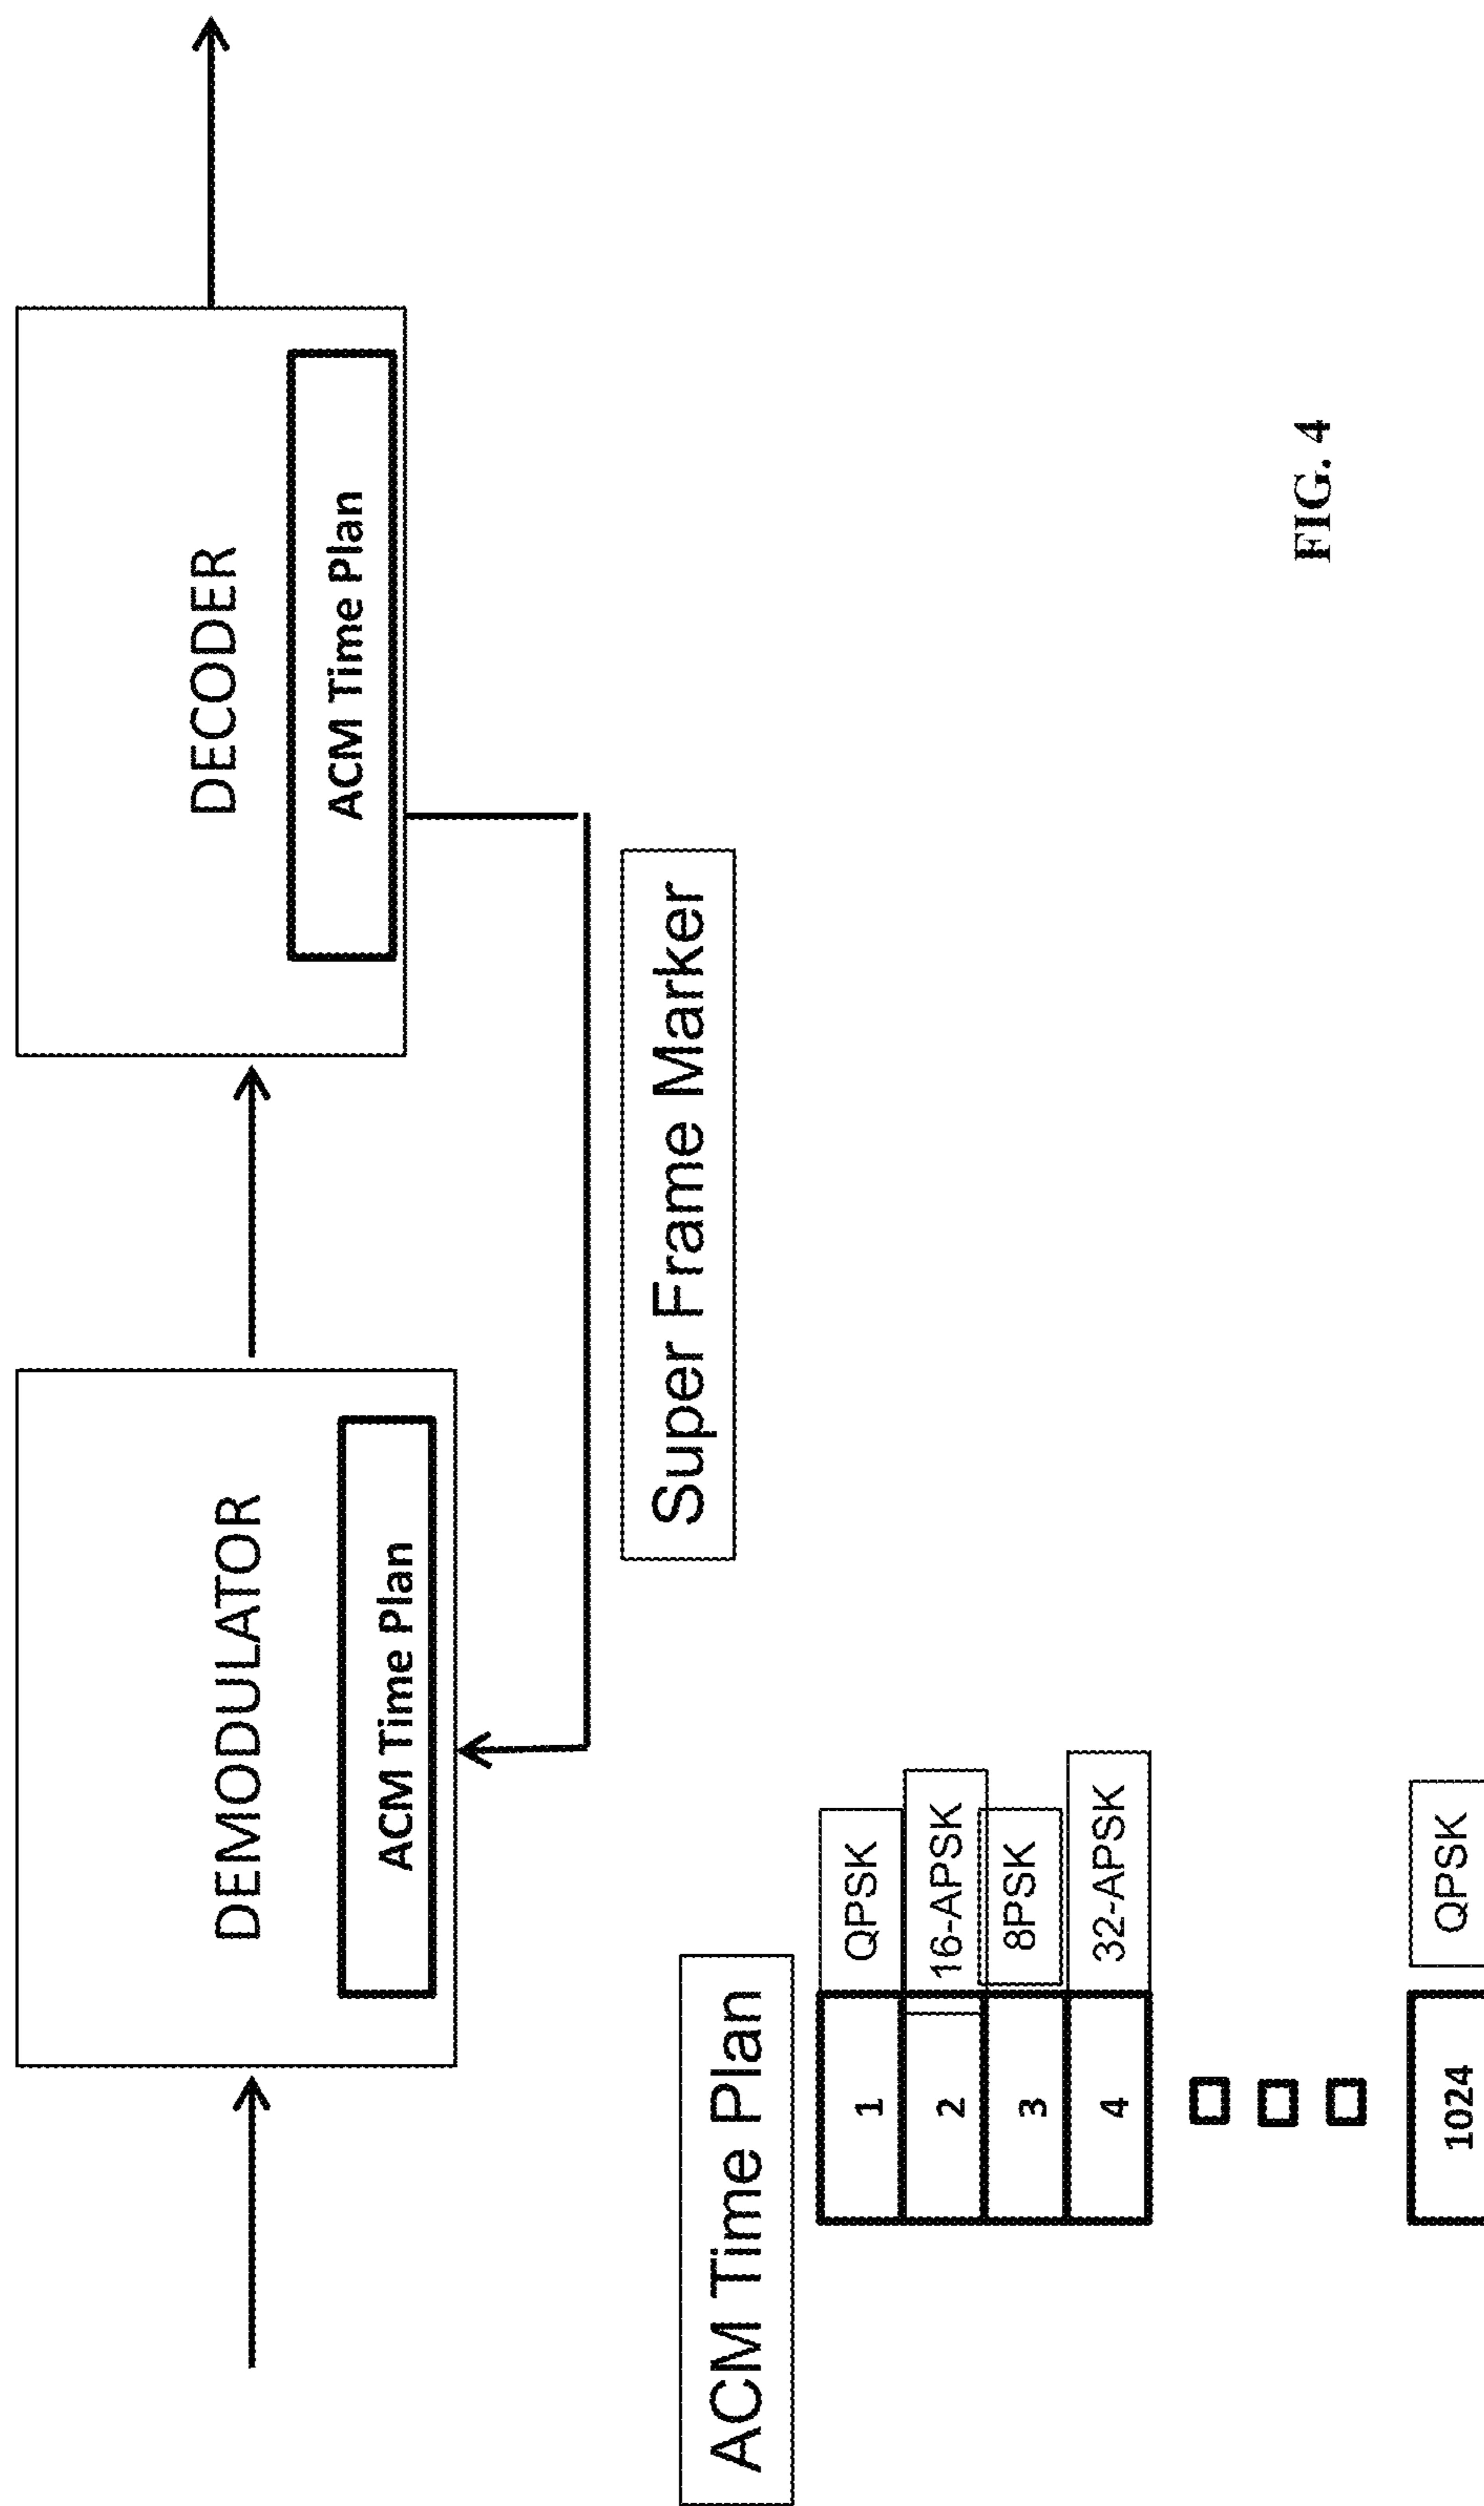 DEMODULATOR
ACM Time Plan
DECODER
ACM Time Plan
Super Frame Marker
ACM Time Plan
1 QPSK
2 16-APSK
3 8PSK
4 32-APSK
1024 QPSK
FIG. 4